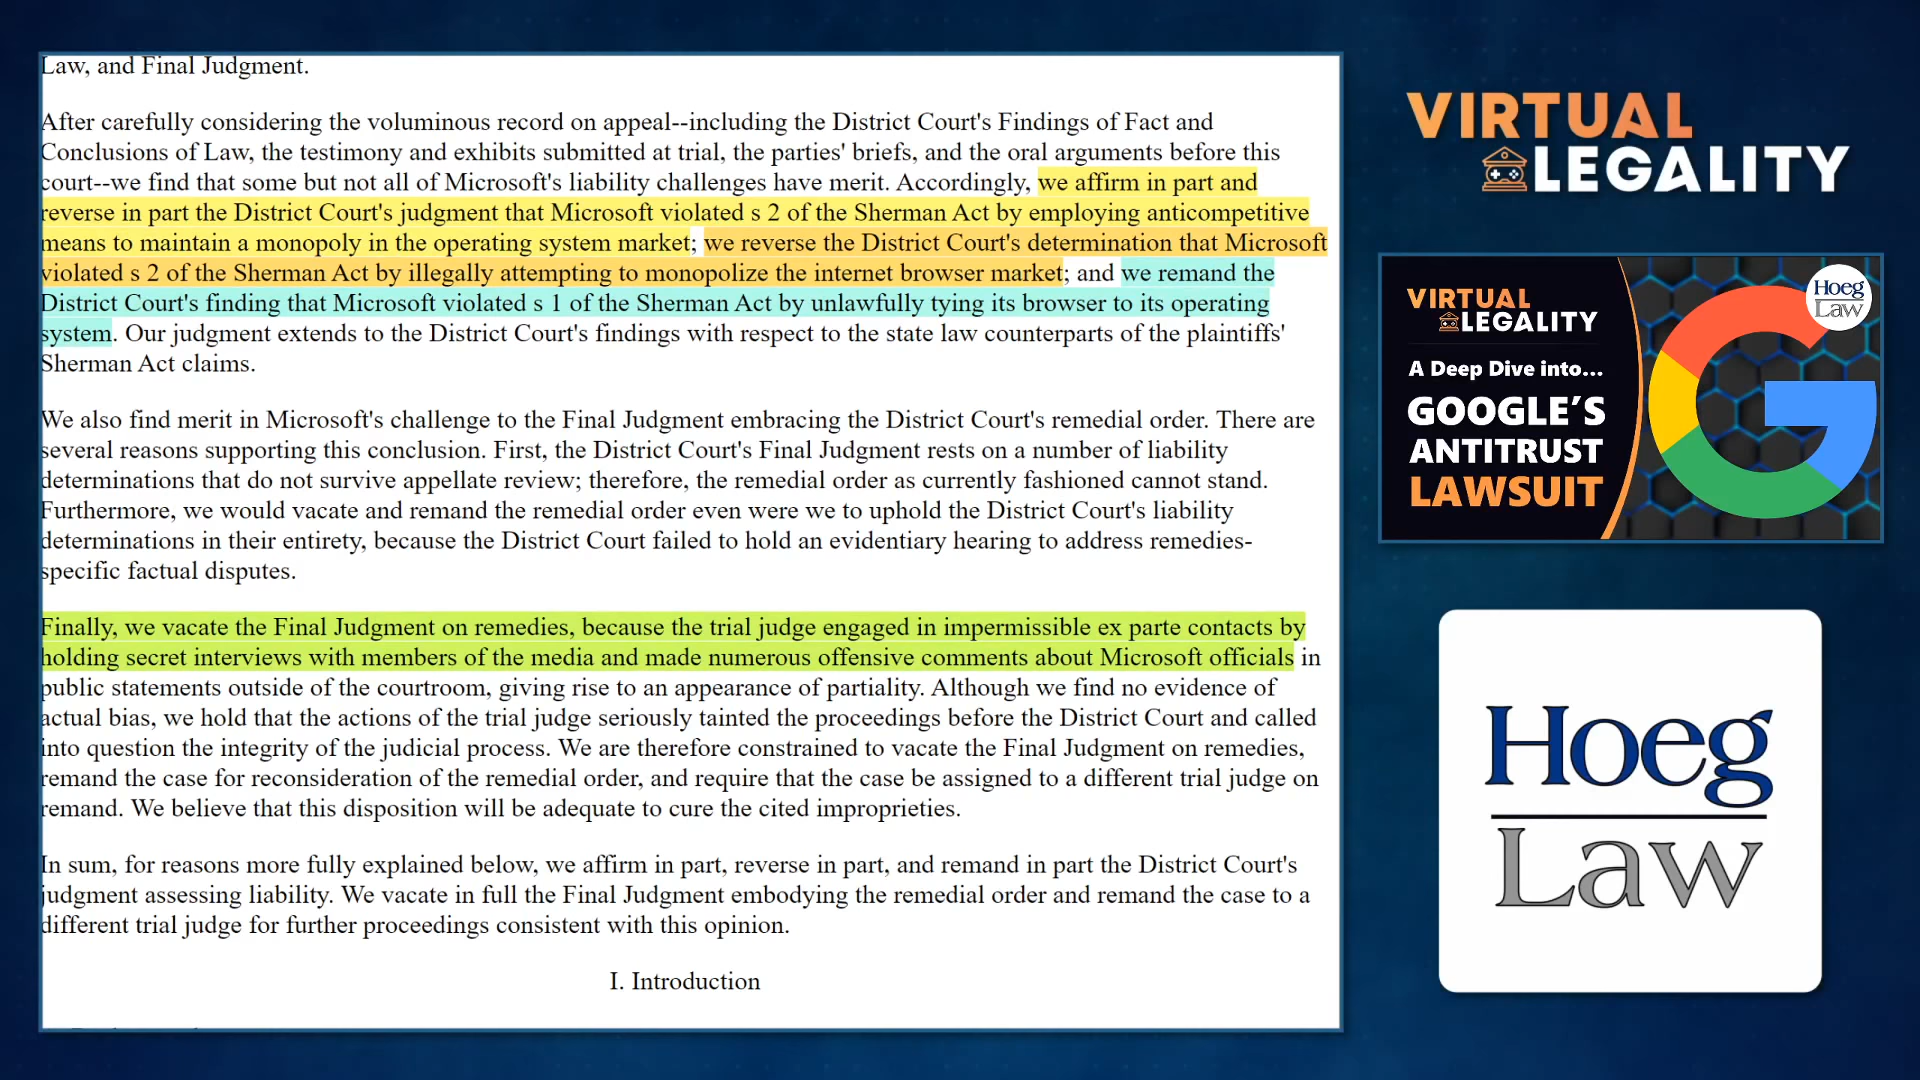 Law, and Final Judgment.
After carefully considering the voluminous record on appeal--including the District Court's Findings of Fact and
Conclusions of Law, the testimony and exhibits submitted at trial, the parties' briefs, and the oral arguments before this
court--we find that some but not all of Microsoft's liability challenges have merit. Accordingly, we affirm in part and
reverse in part the District Court's judgment that Microsoft violated s 2 of the Sherman Act by employing anticompetitive
means to maintain a monopoly in the operating system market; we reverse the District Court's determination that Microsoft
violated s 2 of the Sherman Act by illegally attempting to monopolize the internet browser market; and we remand the
District Court's finding that Microsoft violated s 1 of the Sherman Act by unlawfully tying its browser to its operating
system. Our judgment extends to the District Court's findings with respect to the state law counterparts of the plaintiffs'
Sherman Act claims.
We also find merit in Microsoft's challenge to the Final Judgment embracing the District Court's remedial order. There are
several reasons supporting this conclusion. First, the District Court's Final Judgment rests on a number of liability
determinations that do not survive appellate review; therefore, the remedial order as currently fashioned cannot stand.
Furthermore, we would vacate and remand the remedial order even were we to uphold the District Court's liability
determinations in their entirety, because the District Court failed to hold an evidentiary hearing to address remedies-
specific factual disputes.
Finally, we vacate the Final Judgment on remedies, because the trial judge engaged in impermissible ex parte contacts by
holding secret interviews with members of the media and made numerous offensive comments about Microsoft officials in
public statements outside of the courtroom, giving rise to an appearance of partiality. Although we find no evidence of
actual bias, we hold that the actions of the trial judge seriously tainted the proceedings before the District Court and called
into question the integrity of the judicial process. We are therefore constrained to vacate the Final Judgment on remedies,
remand the case for reconsideration of the remedial order, and require that the case be assigned to a different trial judge on
remand. We believe that this disposition will be adequate to cure the cited improprieties.
In sum, for reasons more fully explained below, we affirm in part, reverse in part, and remand in part the District Court's
judgment assessing liability. We vacate in full the Final Judgment embodying the remedial order and remand the case to a
different trial judge for further proceedings consistent with this opinion.
I. Introduction
VIRTUAL
LEGALITY
VIRTUAL
LEGALITY
A Deep Dive into...
GOOGLE'S
ANTITRUST
LAWSUIT
Hoeg
Law
Hoeg
Law